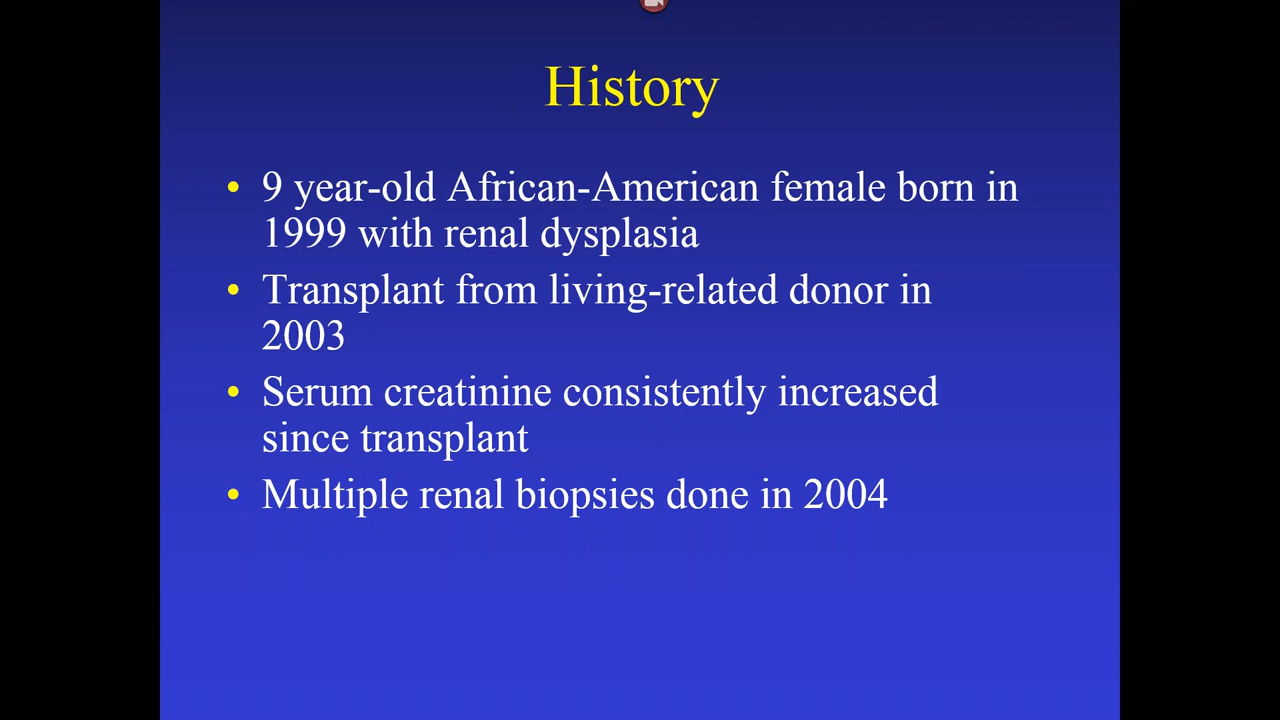 History
• 9 year-old African-American female born in
1999 with renal dysplasia
• Transplant from living-related donor in
2003
• Serum creatinine consistently increased
since transplant
• Multiple renal biopsies done in 2004